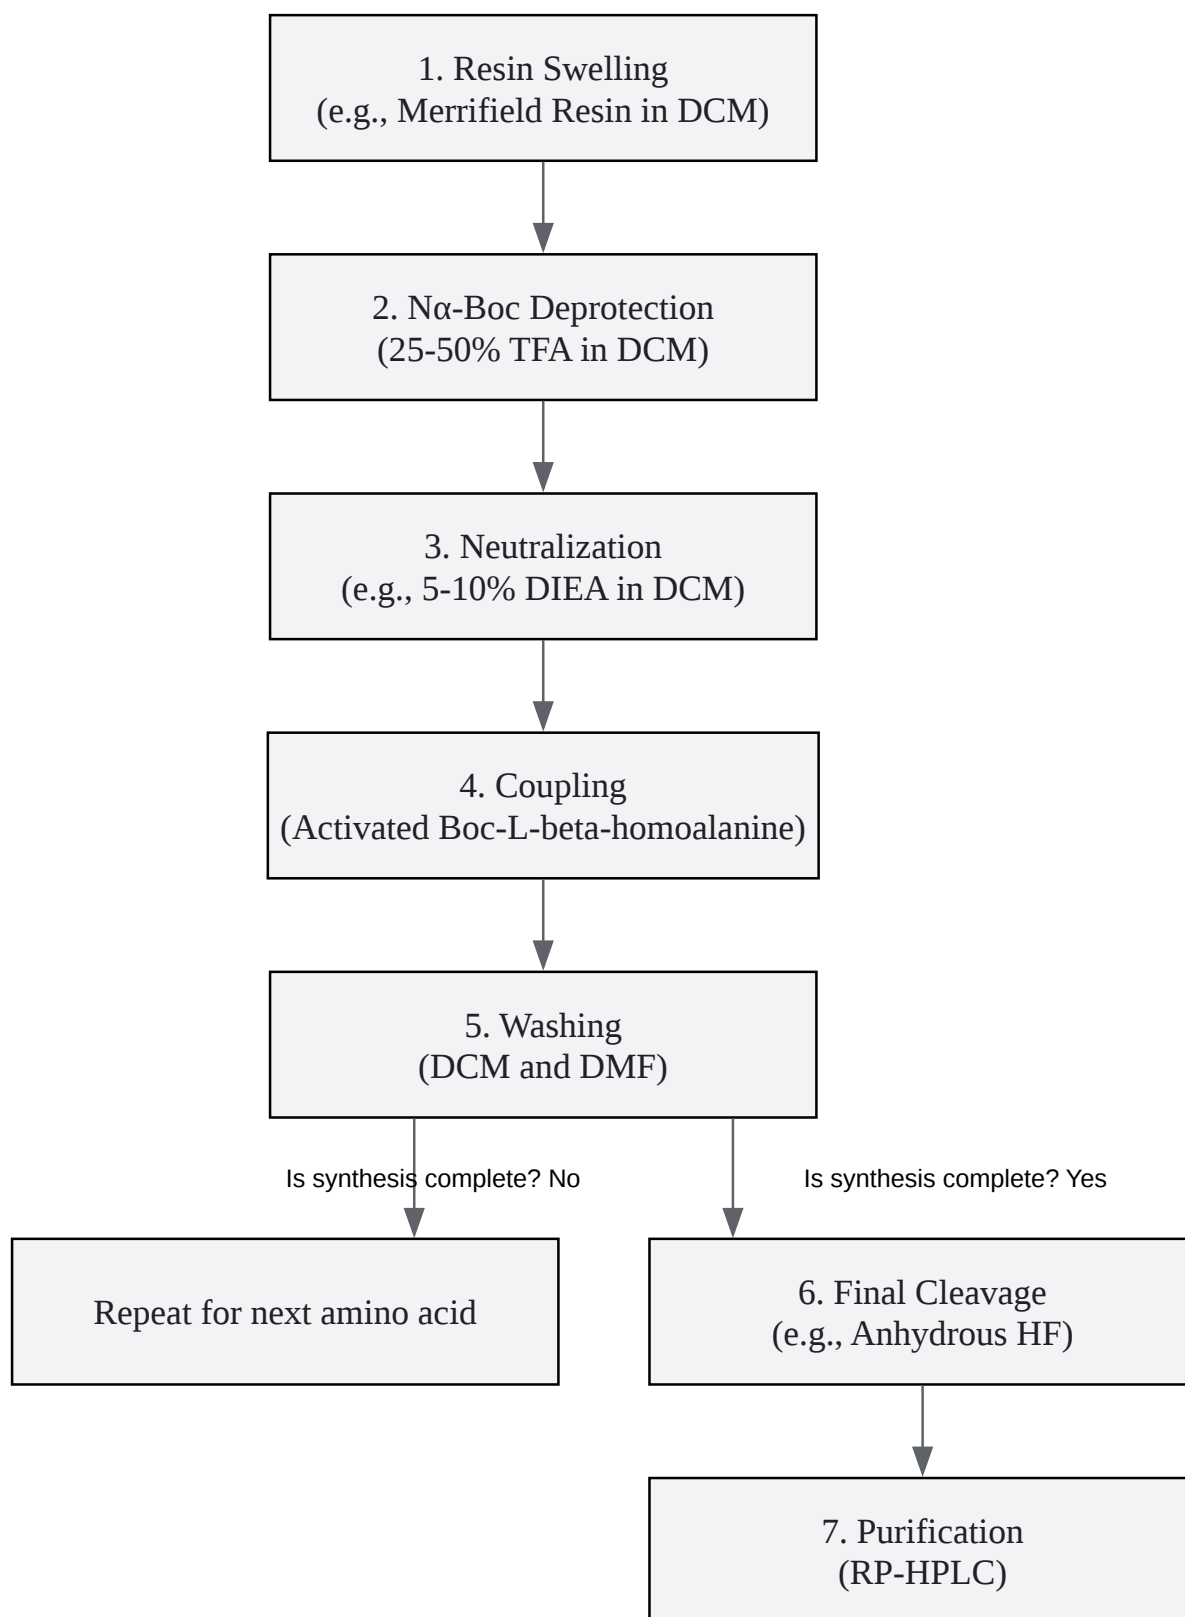 1. Resin Swelling
(e.g., Merrifield Resin in DCM)
2. Nα-Boc Deprotection
(25-50% TFA in DCM)
3. Neutralization
(e.g., 5-10% DIEA in DCM)
4. Coupling
(Activated Boc-L-beta-homoalanine)
5. Washing
(DCM and DMF)
Is synthesis complete? No
Is synthesis complete? Yes
Repeat for next amino acid
6. Final Cleavage
(e.g., Anhydrous HF)
7. Purification
(RP-HPLC)